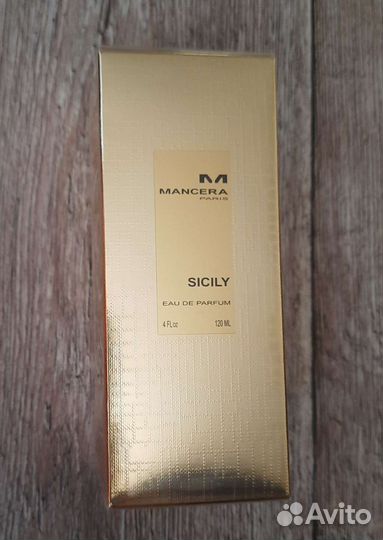 M
MANCERA
PARIS
SICILY
EAU DE PARFUM
4 FL oz 120 ML
Avito